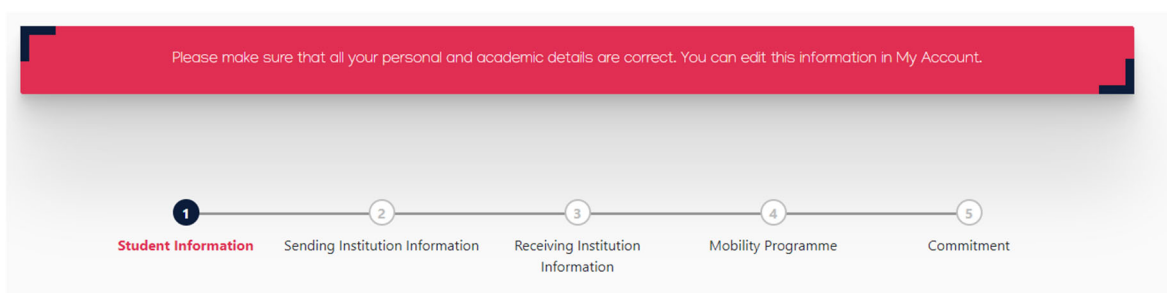 Please make sure that all your personal and academic details are correct. You can edit this information in My Account.
1
2
3
4
5
Student Information
Sending Institution Information
Receiving Institution
Information
Mobility Programme
Commitment